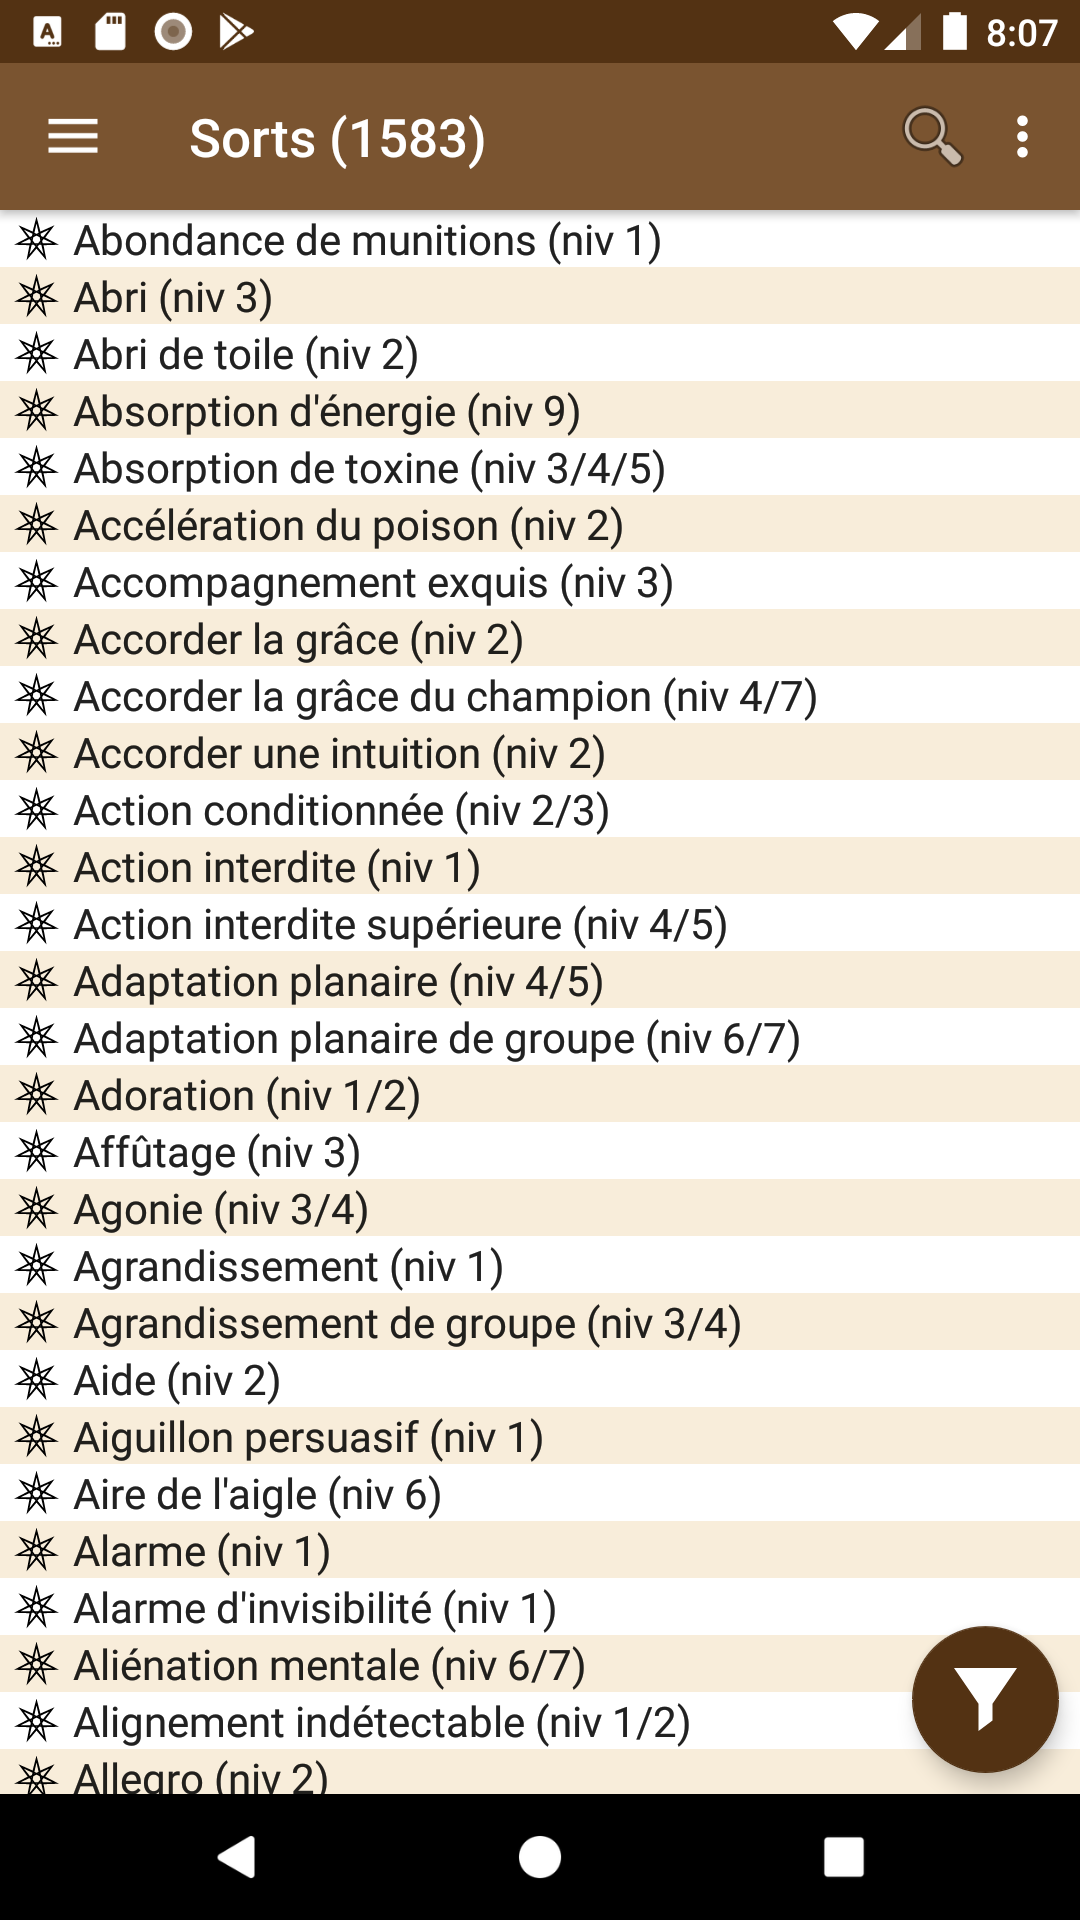 8:07
Sorts (1583)
Abondance de munitions (niv 1)
Abri (niv 3)
Abri de toile (niv 2)
Absorption d'énergie (niv 9)
Absorption de toxine (niv 3/4/5)
Accélération du poison (niv 2)
Accompagnement exquis (niv 3)
Accorder la grâce (niv 2)
Accorder la grâce du champion (niv 4/7)
Accorder une intuition (niv 2)
Action conditionnée (niv 2/3)
Action interdite (niv 1)
Action interdite supérieure (niv 4/5)
Adaptation planaire (niv 4/5)
Adaptation planaire de groupe (niv 6/7)
Adoration (niv 1/2)
Affûtage (niv 3)
Agonie (niv 3/4)
Agrandissement (niv 1)
Agrandissement de groupe (niv 3/4)
Aide (niv 2)
Aiguillon persuasif (niv 1)
Aire de l'aigle (niv 6)
Alarme (niv 1)
Alarme d'invisibilité (niv 1)
Aliénation mentale (niv 6/7)
Alignement indétectable (niv 1/2)
Allegro (niv 2)